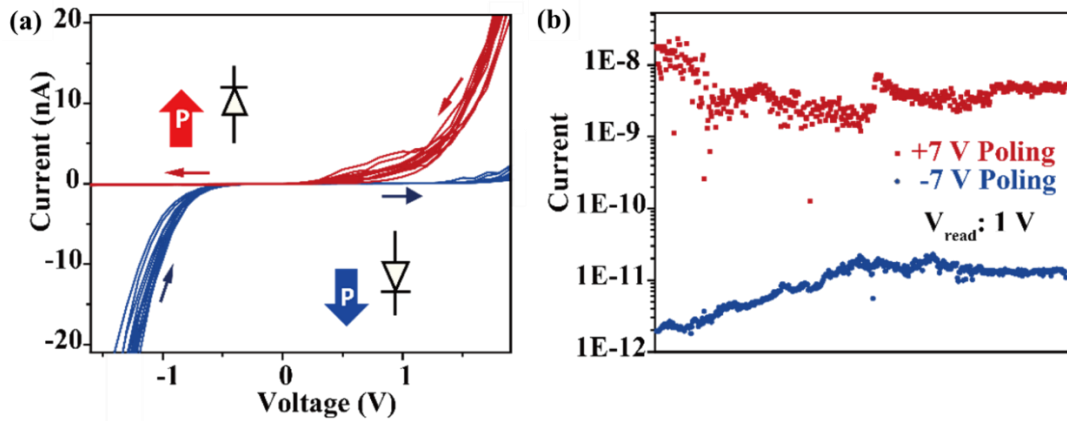 (a)
Current (nA)
20
10
0
-10
-20
P
P
-1
0
1
Voltage (V)
(b)
Current
1E-8
1E-9
1E-10
1E-11
1E-12
+7 V Poling
-7 V Poling
Vread: 1 V